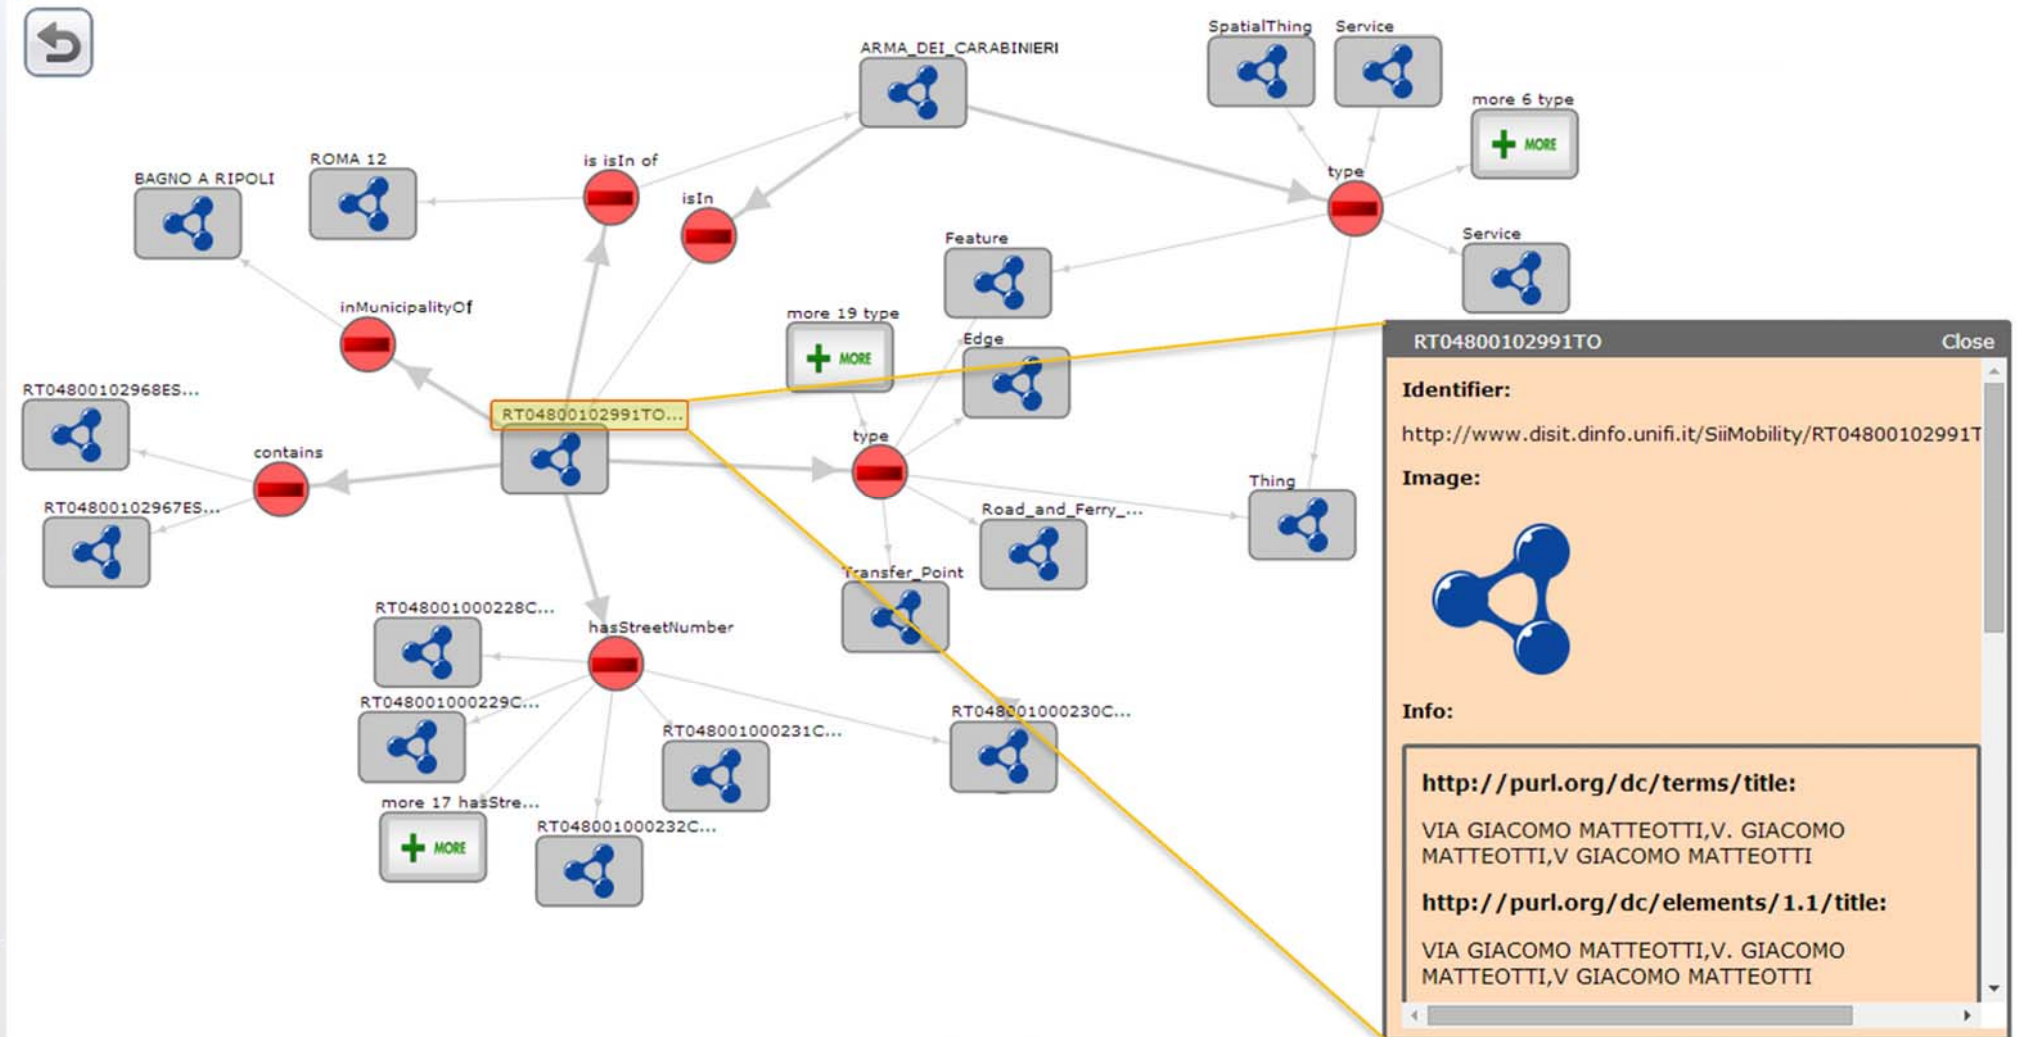 SpatialThing
Service
ARMA_DEI_CARABINIERI
more 6 type
MORE
ROMA 12
is isIn of
BAGNO A RIPOLI
type
isIn
Service
Feature
inMunicipalityOf
more 19 type
MORE
Edge
RT04800102991TO
Close
RT04800102968ES...
Identifier:
RT04800102991TO...
http://www.disit.dinfo.unifi.it/SiiMobility/RT04800102991T
type
contains
Image:
Thing
RT04800102967ES...
Road_and_Ferry_...
Transfer_Point
RT048001000228C...
hasStreetNumber
RT048001000229C...
RT048001000230C...
Info:
RT048001000231C...
http://purl.org/dc/terms/title:
more 17 hasStre...
MORE
RT048001000232C...
VIA GIACOMO MATTEOTTI,V. GIACOMO
MATTEOTTI,V GIACOMO MATTEOTTI
http://purl.org/dc/elements/1.1/title:
VIA GIACOMO MATTEOTTI,V. GIACOMO
MATTEOTTI,V GIACOMO MATTEOTTI